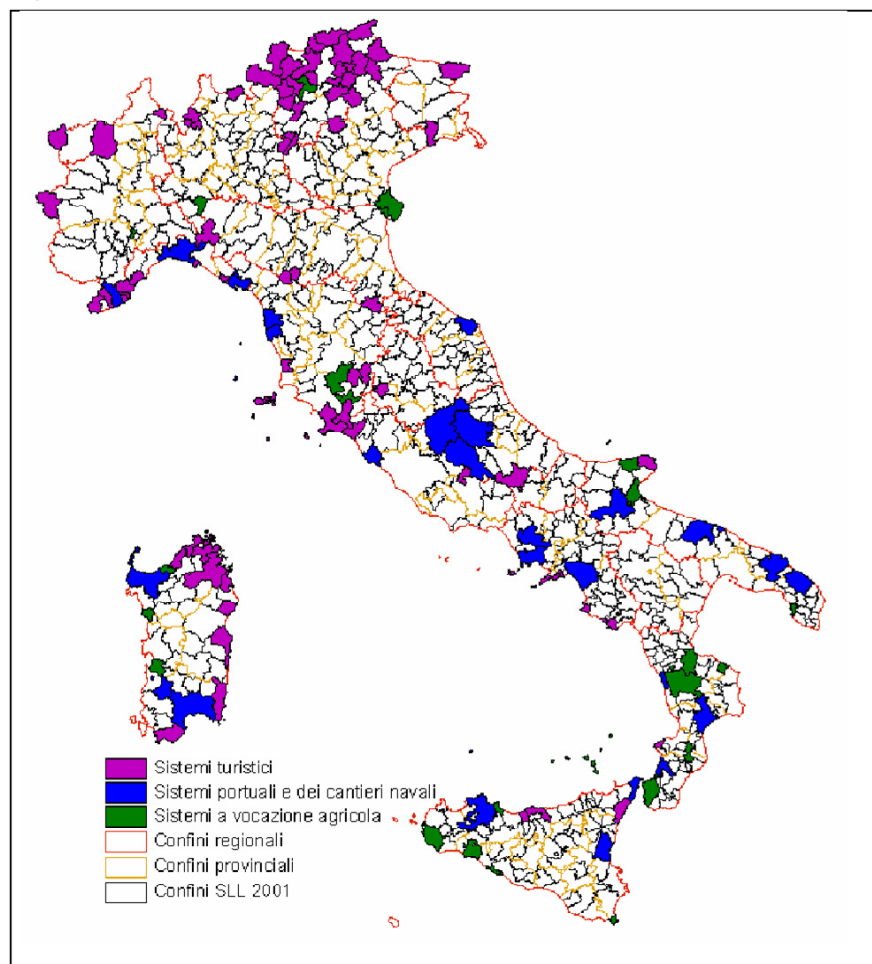 Sistemi turistici
Sistemi portuali e dei cantieri navali
Sistemi a vocazione agricola
Confini regionali
Confini provinciali
Confini SLL 2001